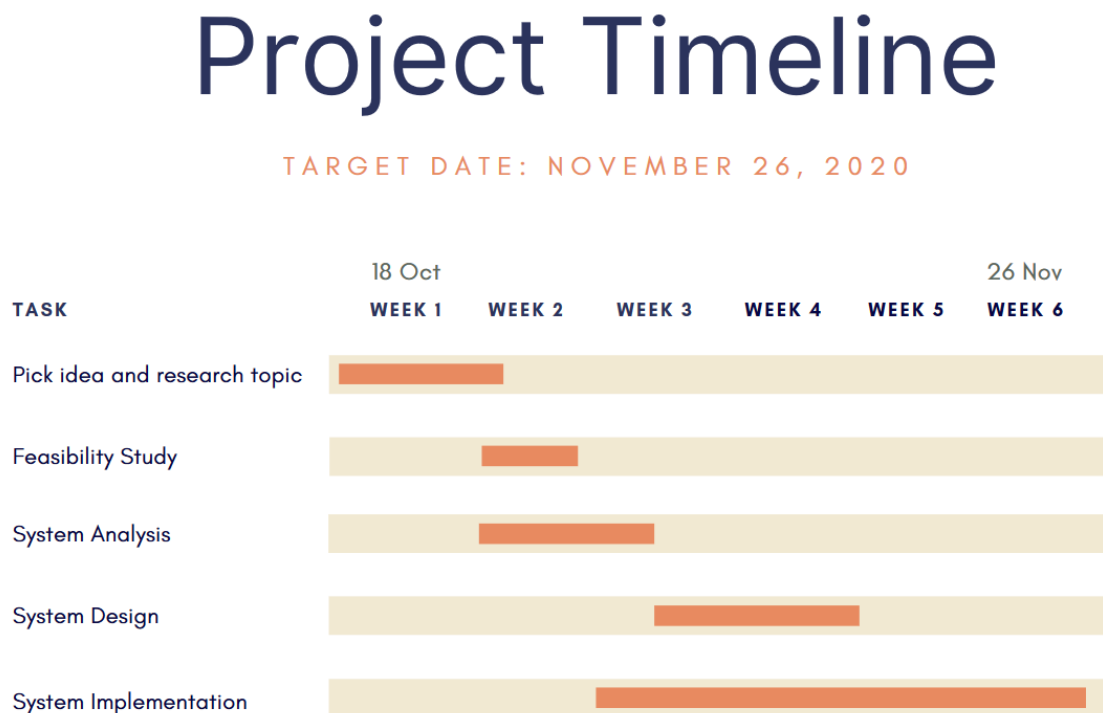 Project Timeline
TARGET DATE: NOVEMBER 26, 2020
18 Oct 26 Nov
TASK WEEK 1 WEEK 2 WEEK 3 WEEK 4 WEEK 5 WEEK 6
Pick idea and research topic
Feasibility Study
System Analysis
System Design
System Implementation